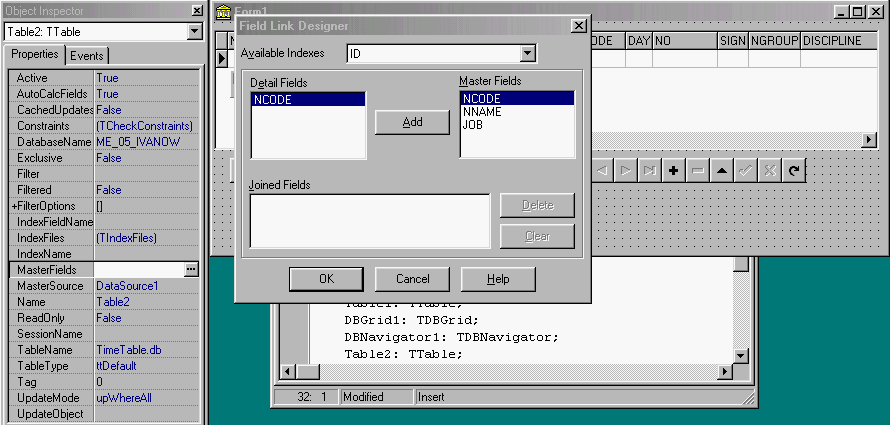 Object Inspector
Table2: TTable
Properties Events
Active True
AutoCalcFields True
CachedUpdates False
Constraints (TCheckConstraints)
DatabaseName ME_05_IVANOW
Exclusive False
Filter
Filtered False
+FilterOptions []
IndexFieldName
IndexFiles (TIndexFiles)
IndexName
MasterFields ...
MasterSource DataSource1
Name Table2
ReadOnly False
SessionName
TableName TimeTable.db
TableType ttDefault
Tag 0
UpdateMode upWhereAll
UpdateObject
Form1
ODE DAY NO SIGN NGROUP DISCIPLINE
Field Link Designer
Available Indexes ID
Detail Fields
NCODE
Add
Master Fields
NCODE
NNAME
JOB
Joined Fields
Delete
Clear
OK Cancel Help
Table1: TTable;
DBGrid1: TDBGrid;
DBNavigator1: TDBNavigator;
Table2: TTable;
32: 1 Modified Insert